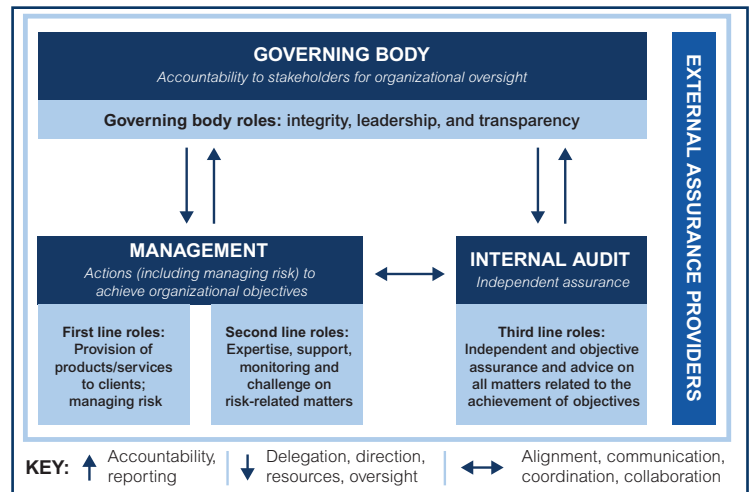 GOVERNING BODY
Accountability to stakeholders for organizational oversight
Governing body roles: integrity, leadership, and transparency
MANAGEMENT
Actions (including managing risk) to
achieve organizational objectives
First line roles:
Provision of
products/services
to clients;
managing risk
Second line roles:
Expertise, support,
monitoring and
challenge on
risk-related matters
INTERNAL AUDIT
Independent assurance
Third line roles:
Independent and objective
assurance and advice on
all matters related to the
achievement of objectives
EXTERNAL ASSURANCE PROVIDERS
KEY:
Accountability,
reporting
Delegation, direction,
resources, oversight
Alignment, communication,
coordination, collaboration